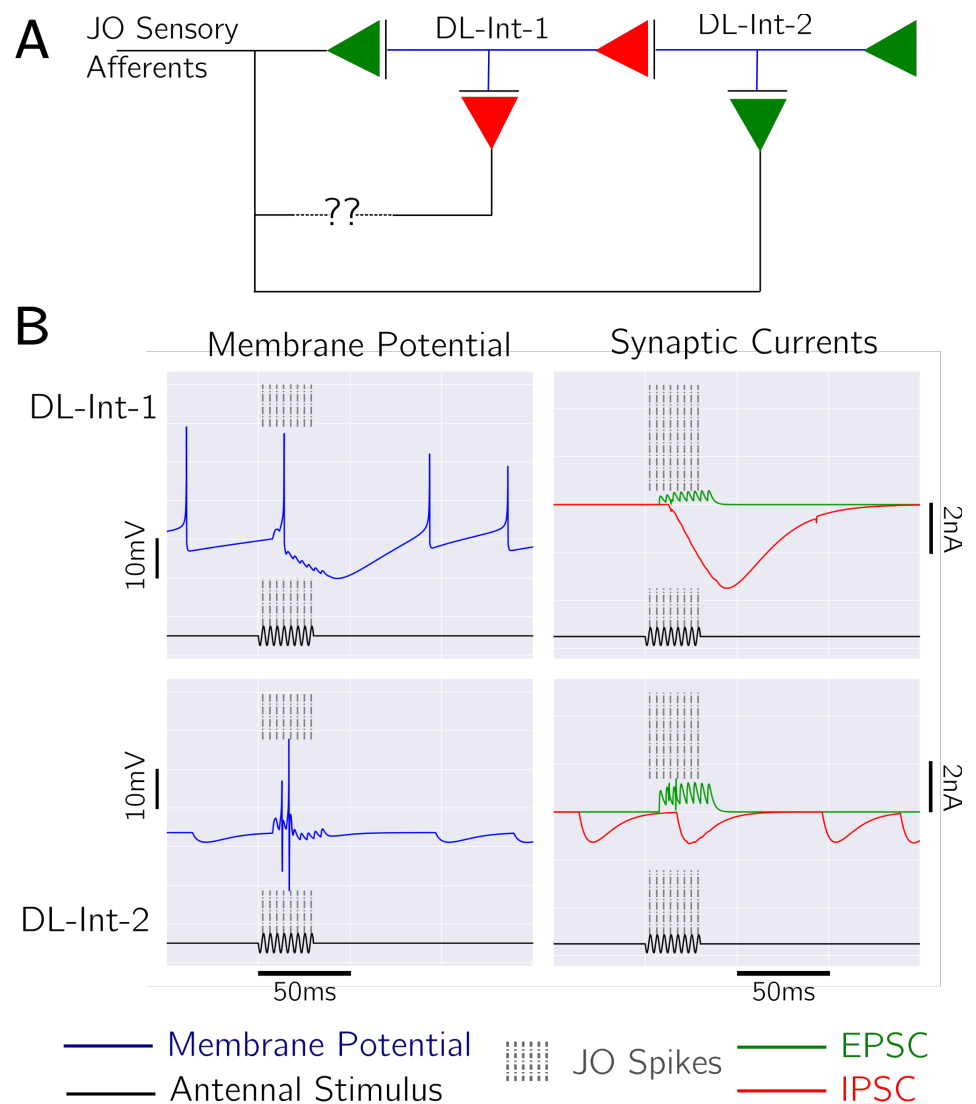 A
JO Sensory
Afferents
DL-Int-1
DL-Int-2
??
B
Membrane Potential
Synaptic Currents
DL-Int-1
10mV
2nA
10mV
2nA
DL-Int-2
50ms
50ms
Membrane Potential
JO Spikes
EPSC
Antennal Stimulus
IPSC